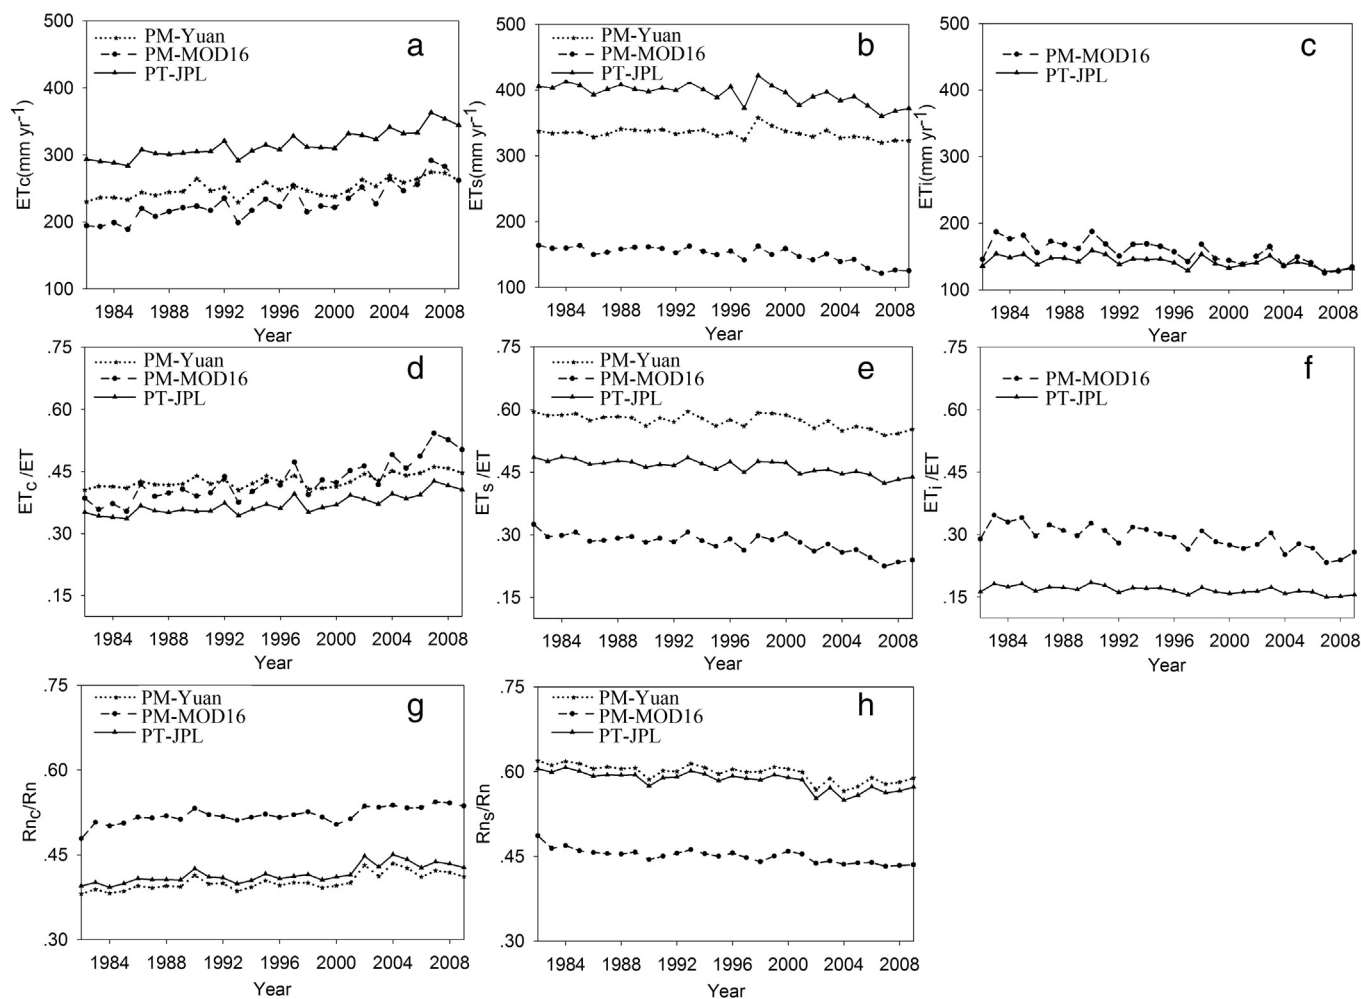 a
PM-Yuan
PM-MOD16
PT-JPL
500
400
300
200
100
ETc(mm yr⁻¹)
1984 1988 1992 1996 2000 2004 2008
Year
b
PM-Yuan
PM-MOD16
PT-JPL
500
400
300
200
100
ETs(mm yr⁻¹)
1984 1988 1992 1996 2000 2004 2008
Year
c
PM-MOD16
PT-JPL
500
400
300
200
100
ETi(mm yr⁻¹)
1984 1988 1992 1996 2000 2004 2008
Year
d
PM-Yuan
PM-MOD16
PT-JPL
.75
.60
.45
.30
.15
ETc /ET
1984 1988 1992 1996 2000 2004 2008
Year
e
PM-Yuan
PM-MOD16
PT-JPL
.75
.60
.45
.30
.15
ETs /ET
1984 1988 1992 1996 2000 2004 2008
Year
f
PM-MOD16
PT-JPL
.75
.60
.45
.30
.15
ETi /ET
1984 1988 1992 1996 2000 2004 2008
Year
g
PM-Yuan
PM-MOD16
PT-JPL
.75
.60
.45
.30
Rnc/Rn
1984 1988 1992 1996 2000 2004 2008
Year
h
PM-Yuan
PM-MOD16
PT-JPL
.75
.60
.45
.30
Rns/Rn
1984 1988 1992 1996 2000 2004 2008
Year